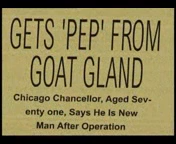 GETS 'PEP' FROM
GOAT GLAND
Chicago Chancellor, Aged Sev-
enty one, Says He Is New
Man After Operation